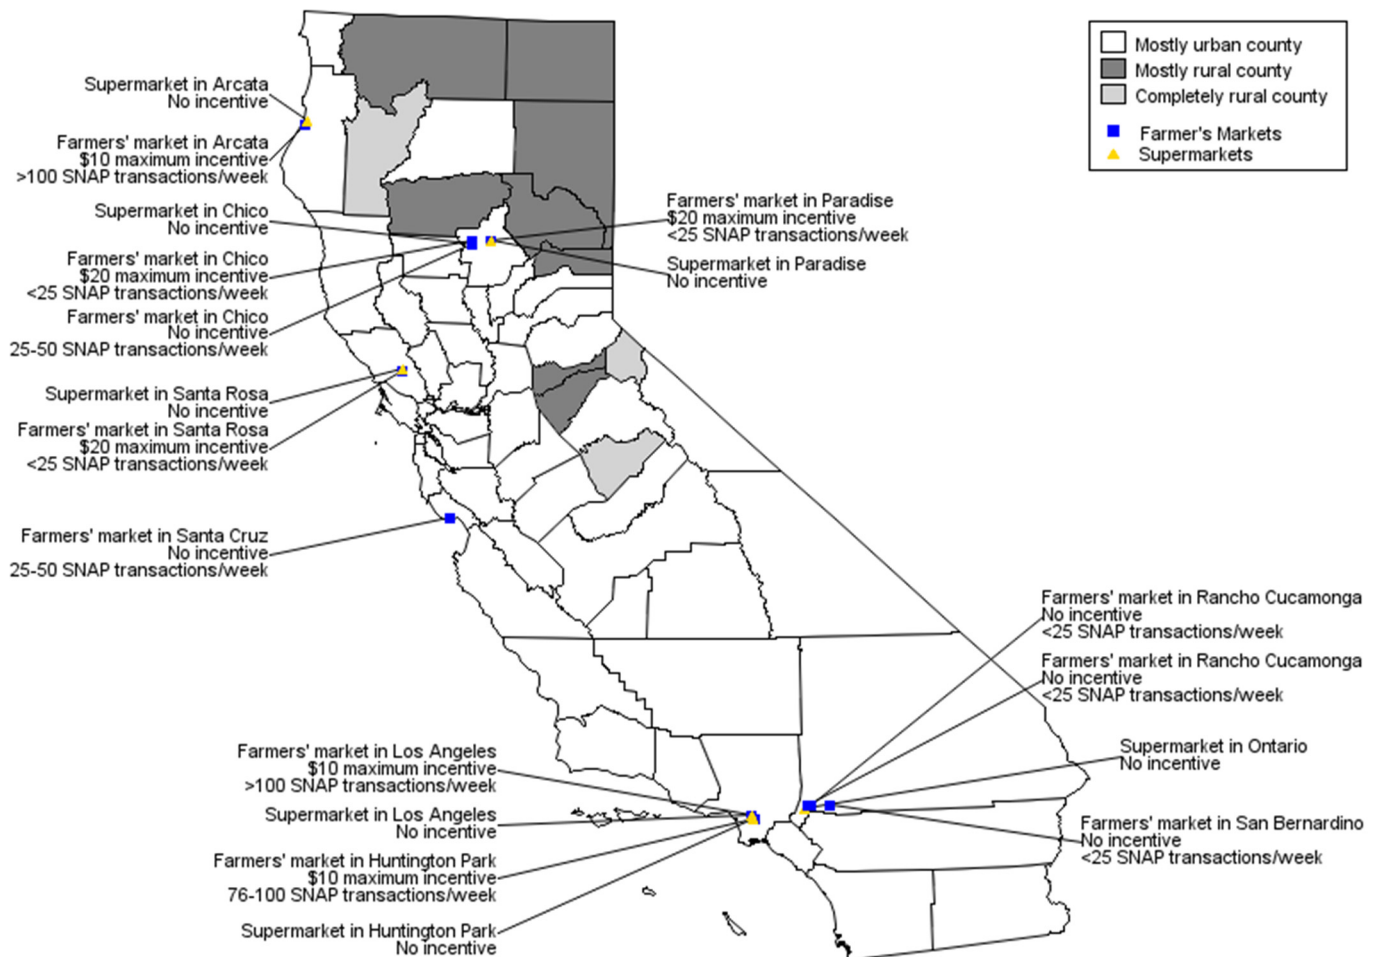 Mostly urban county
Mostly rural county
Completely rural county
Farmer's Markets
Supermarkets
Supermarket in Arcata
No incentive
Farmers' market in Arcata
$10 maximum incentive
>100 SNAP transactions/week
Supermarket in Chico
No incentive
Farmers' market in Chico
$20 maximum incentive
<25 SNAP transactions/week
Farmers' market in Chico
No incentive
25-50 SNAP transactions/week
Supermarket in Santa Rosa
No incentive
Farmers' market in Santa Rosa
$20 maximum incentive
<25 SNAP transactions/week
Farmers' market in Santa Cruz
No incentive
25-50 SNAP transactions/week
Farmers' market in Paradise
$20 maximum incentive
<25 SNAP transactions/week
Supermarket in Paradise
No incentive
Farmers' market in Rancho Cucamonga
No incentive
<25 SNAP transactions/week
Farmers' market in Rancho Cucamonga
No incentive
<25 SNAP transactions/week
Supermarket in Ontario
No incentive
Farmers' market in San Bernardino
No incentive
<25 SNAP transactions/week
Farmers' market in Los Angeles
$10 maximum incentive
>100 SNAP transactions/week
Supermarket in Los Angeles
No incentive
Farmers' market in Huntington Park
$10 maximum incentive
76-100 SNAP transactions/week
Supermarket in Huntington Park
No incentive